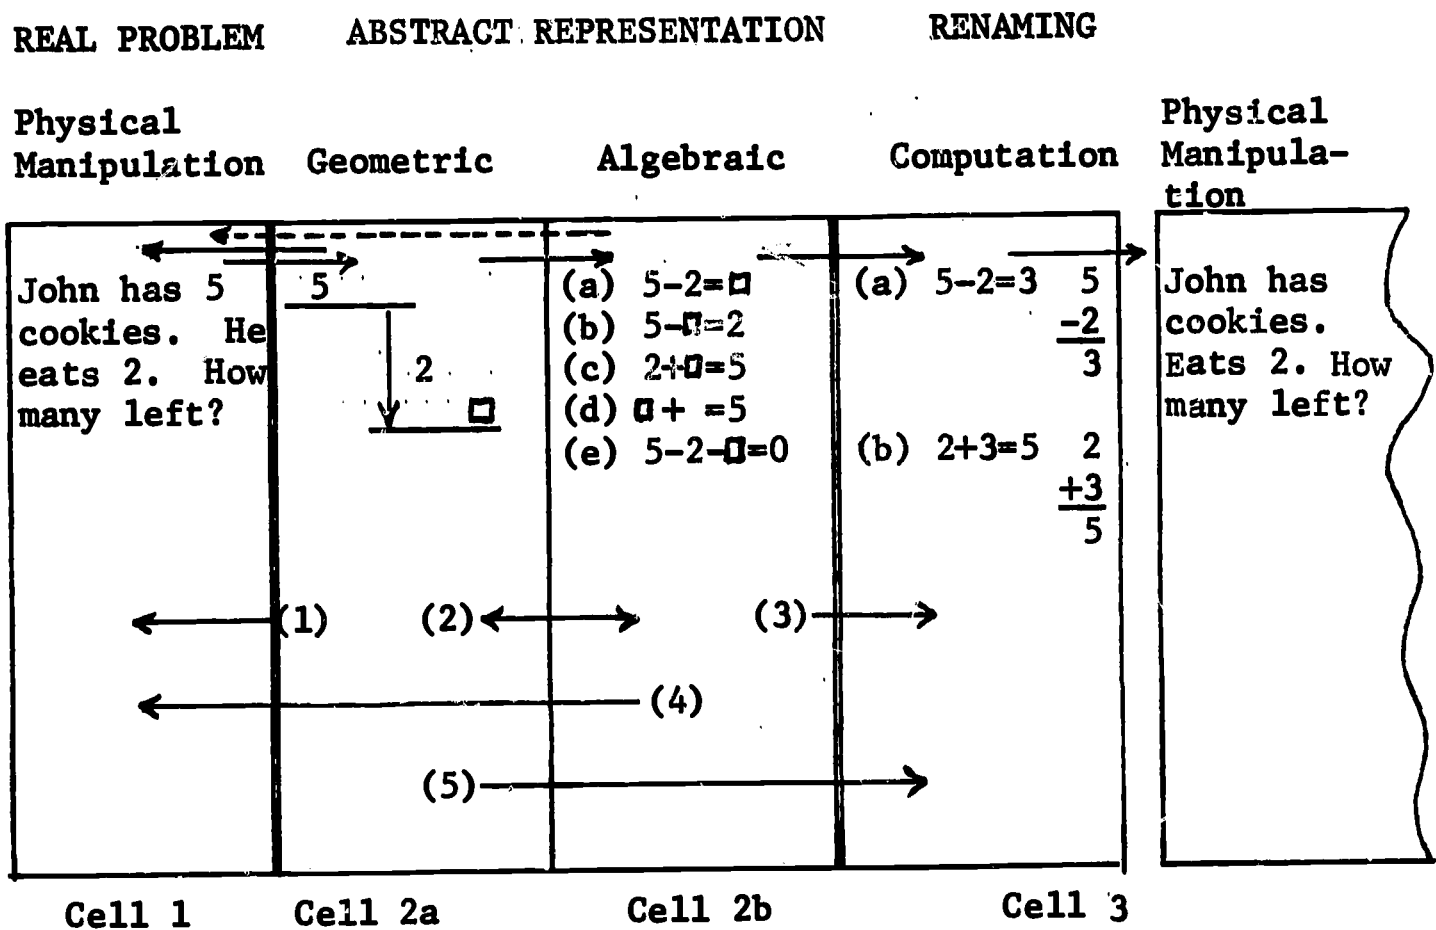 REAL PROBLEM ABSTRACT REPRESENTATION RENAMING
Physical Manipulation
Geometric
Algebraic
Computation
Physical
Manipula-
tion
John has 5
cookies. He
eats 2. How
many left?
5
2
□
(a) 5-2=□
(b) 5-□=2
(c) 2+□=5
(d) □+ =5
(e) 5-2-□=0
(a) 5-2=3
5
-2
3
(b) 2+3=5
2
+3
5
John has
cookies.
Eats 2. How
many left?
(1)
(2)
(3)
(4)
(5)
Cell 1
Cell 2a
Cell 2b
Cell 3